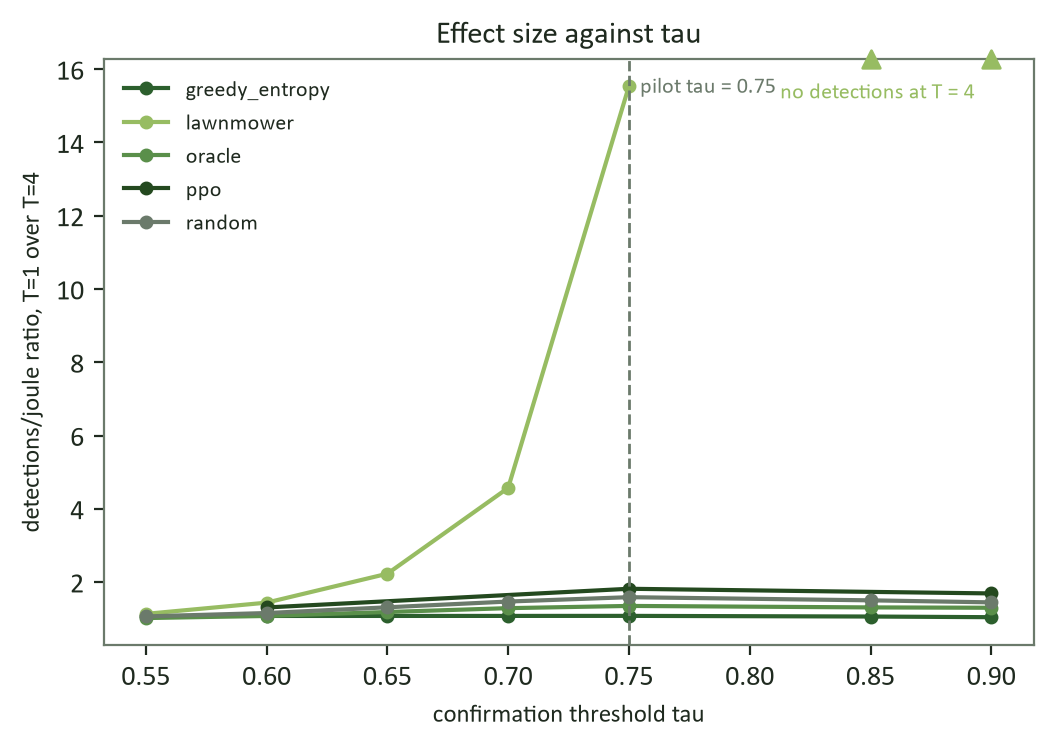 Effect size against tau
detections/joule ratio, T=1 over T=4
16
14
12
10
8
6
4
2
greedy_entropy
lawnmower
oracle
ppo
random
pilot tau = 0.75
no detections at T = 4
0.55 0.60 0.65 0.70 0.75 0.80 0.85 0.90
confirmation threshold tau